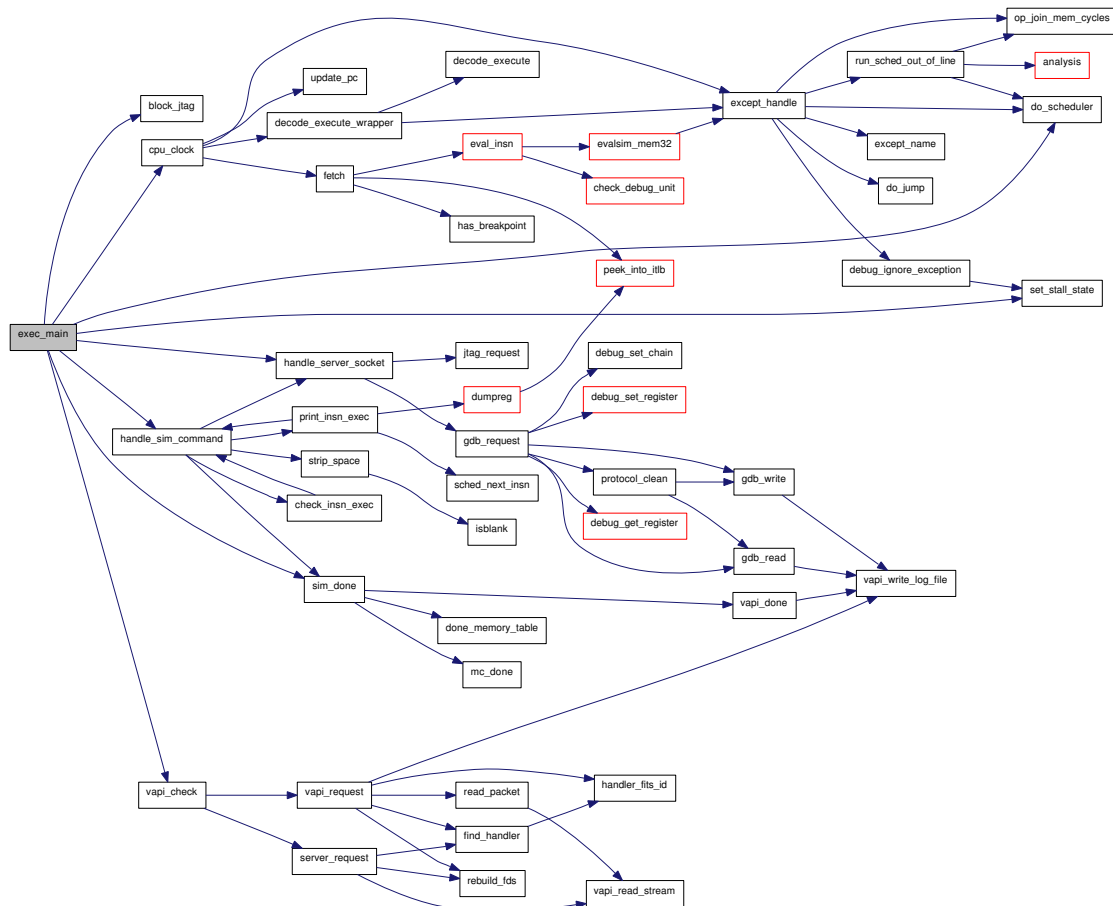 op_join_mem_cycles
decode_execute
run_sched_out_of_line
analysis
update_pc
block_jtag
except_handle
do_scheduler
decode_execute_wrapper
cpu_clock
eval_insn
evalsim_mem32
except_name
fetch
check_debug_unit
do_jump
has_breakpoint
peek_into_itlb
debug_ignore_exception
set_stall_state
exec_main
handle_server_socket
jtag_request
debug_set_chain
dumpreg
debug_set_register
print_insn_exec
handle_sim_command
gdb_request
strip_space
sched_next_insn
protocol_clean
gdb_write
check_insn_exec
isblank
debug_get_register
gdb_read
vapi_write_log_file
sim_done
vapi_done
done_memory_table
mc_done
vapi_check
vapi_request
read_packet
handler_fits_id
find_handler
server_request
rebuild_fds
vapi_read_stream